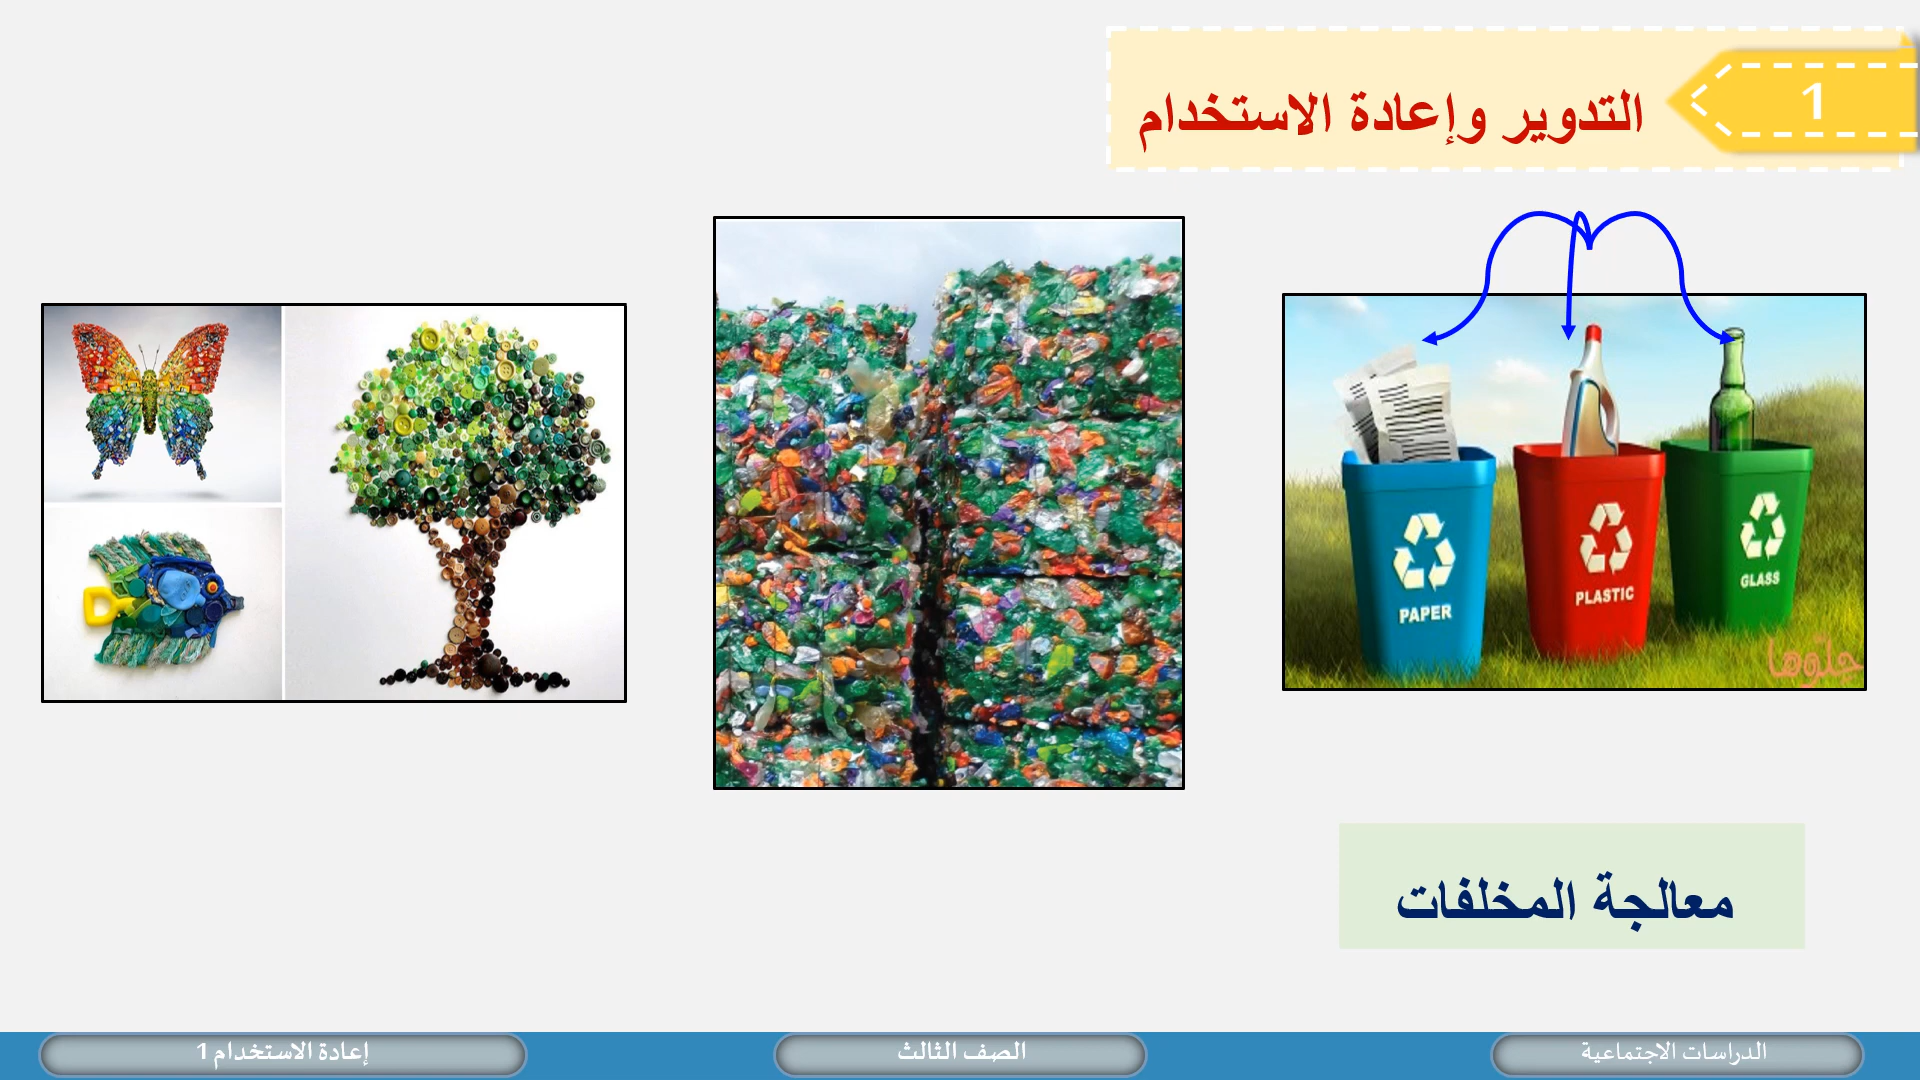 1
التدوير وإعادة الاستخدام
PAPER
PLASTIC
GLASS
جلوها
معالجة المخلفات
الدراسات الاجتماعية
الصف الثالث
إعادة الاستخدام 1